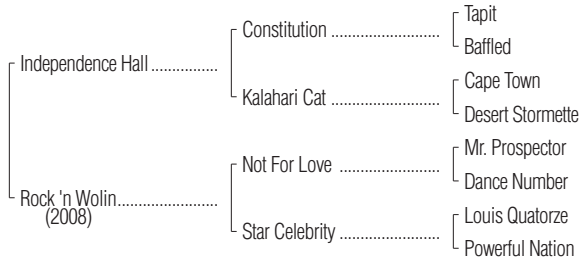 Tapit
Constitution ......................
Baffled
Independence Hall ................
Cape Town
Kalahari Cat ......................
Desert Stormette
Mr. Prospector
Not For Love ......................
Dance Number
Rock 'n Wolin........................
(2008)
Louis Quatorze
Star Celebrity ......................
Powerful Nation